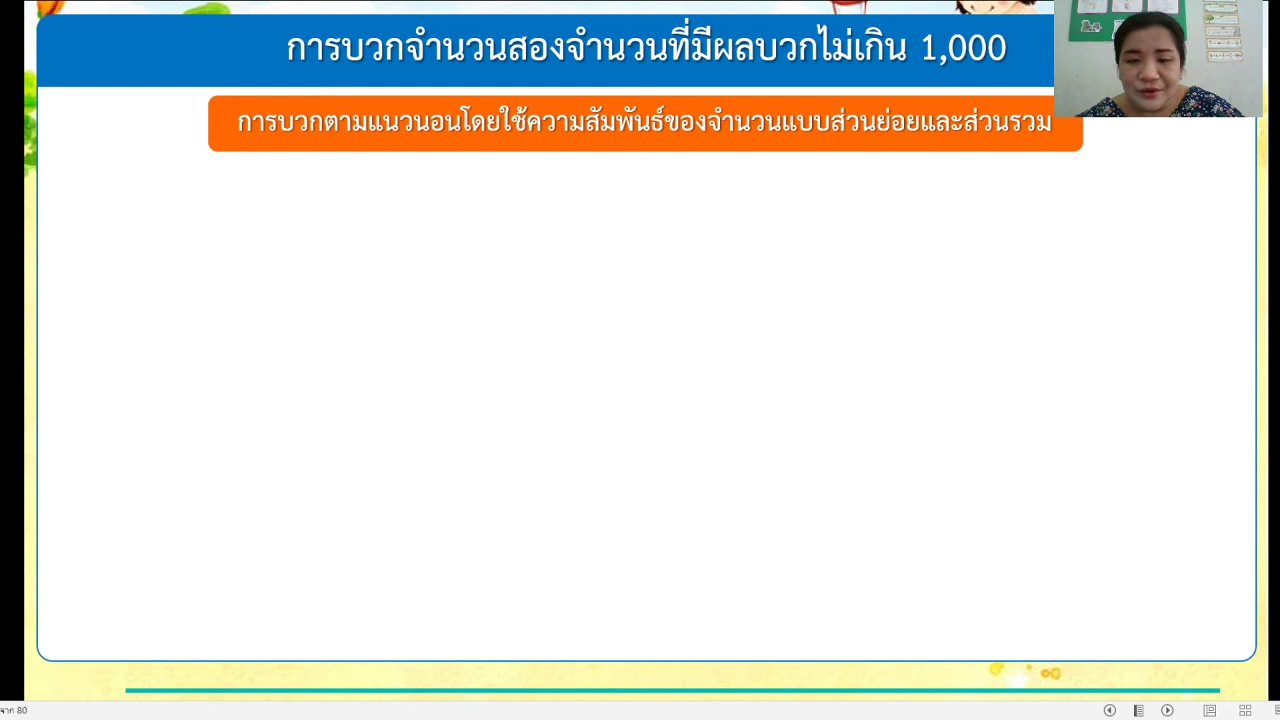 การบวกจำนวนสองจำนวนที่มีผลบวกไม่เกิน 1,000
การบวกตามแนวนอนโดยใช้ความสัมพันธ์ของจำนวนแบบส่วนย่อยและส่วนรวม
จาก 80